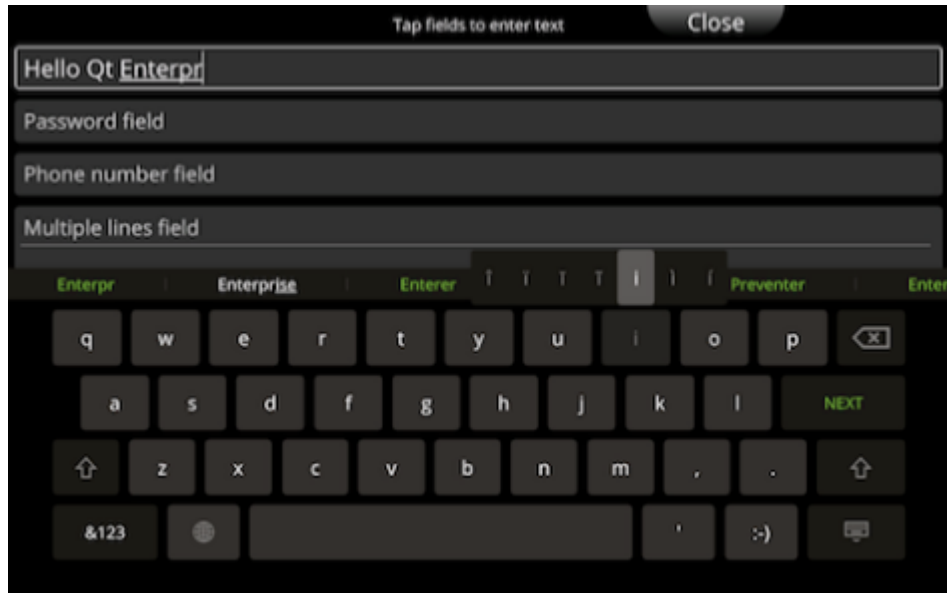 Tap fields to enter text Close
Hello Qt Enterpr
Password field
Phone number field
Multiple lines field
Enterpr Enterprise Enterer i Preventer Enter
q w e r t y u i o p
a s d f g h j k l NEXT
z x c v b n m , .
&123 ' :-)